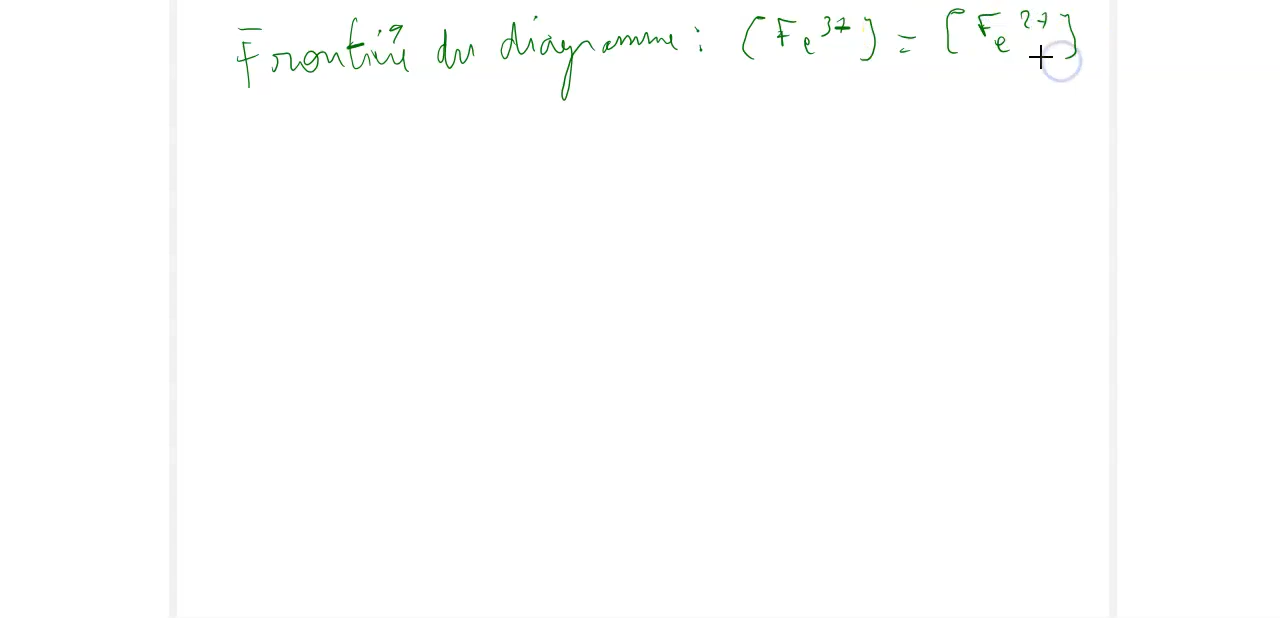 Frontière du diagramme : [Fe³⁺] = [Fe²⁺]